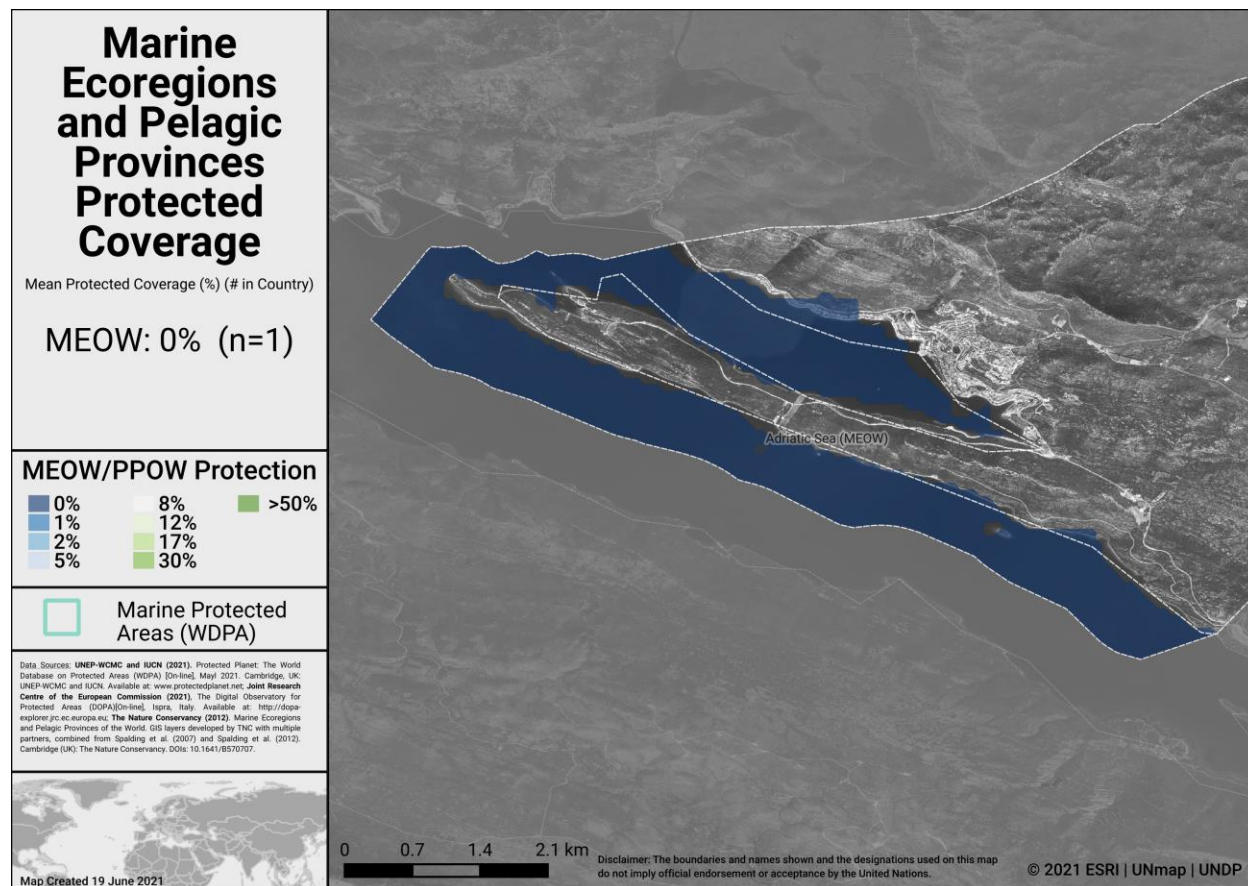 Marine
Ecoregions
and Pelagic
Provinces
Protected
Coverage
Mean Protected Coverage (%) (# in Country)
MEOW: 0% (n=1)
MEOW/PPOW Protection
0% 8% >50%
1% 12%
2% 17%
5% 30%
Marine Protected
Areas (WDPA)
Data Sources: UNEP-WCMC and IUCN (2021). Protected Planet: The World
Database on Protected Areas (WDPA) [On-line], Mayl 2021. Cambridge, UK:
UNEP-WCMC and IUCN. Available at: www.protectedplanet.net; Joint Research
Centre of the European Commission (2021), The Digital Observatory for
Protected Areas (DOPA)[On-line], Ispra, Italy. Available at: http://dopa-
explorer.jrc.ec.europa.eu; The Nature Conservancy (2012). Marine Ecoregions
and Pelagic Provinces of the World. GIS layers developed by TNC with multiple
partners, combined from Spalding et al. (2007) and Spalding et al. (2012).
Cambridge (UK): The Nature Conservancy. DOIs: 10.1641/B570707.
Map Created 19 June 2021
Adriatic Sea (MEOW)
0 0.7 1.4 2.1 km
Disclaimer: The boundaries and names shown and the designations used on this map
do not imply official endorsement or acceptance by the United Nations.
© 2021 ESRI | UNmap | UNDP